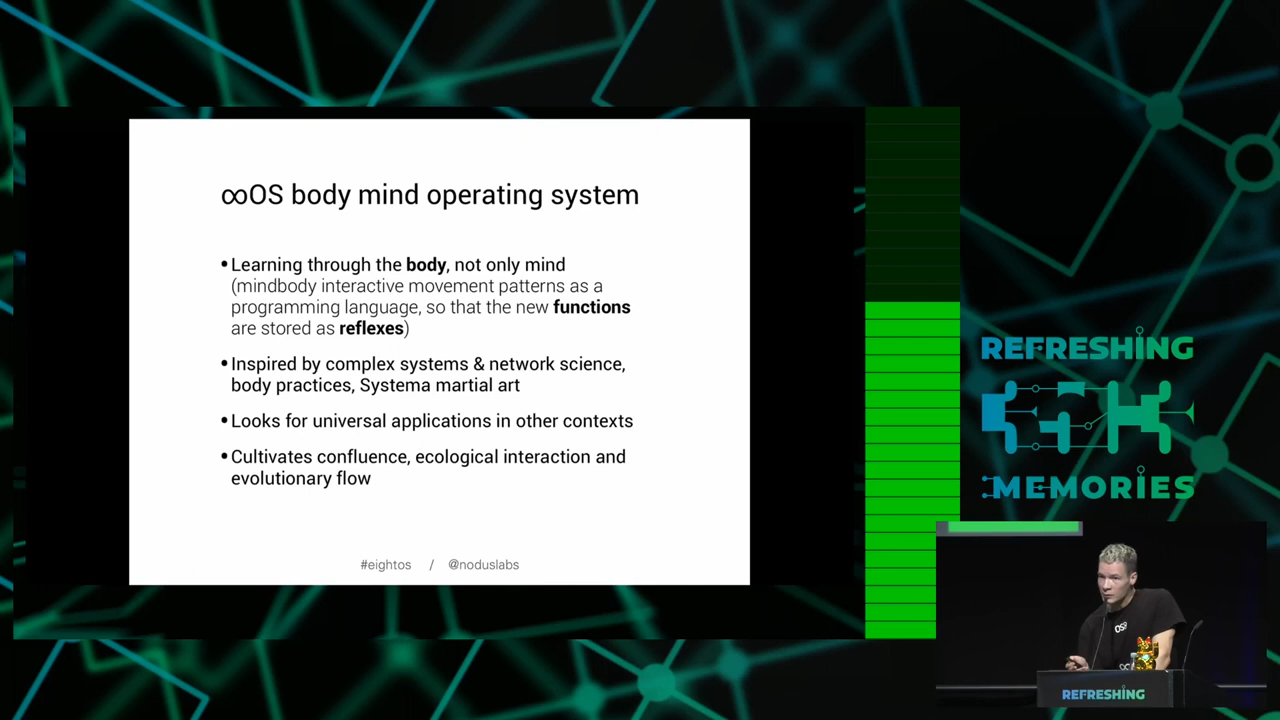 ∞OS body mind operating system
•Learning through the body, not only mind
(mindbody interactive movement patterns as a
programming language, so that the new functions
are stored as reflexes)
•Inspired by complex systems & network science,
body practices, Systema martial art
•Looks for universal applications in other contexts
•Cultivates confluence, ecological interaction and
evolutionary flow
#eightos / @noduslabs
REFRESHING
MEMORIES
REFRESHING